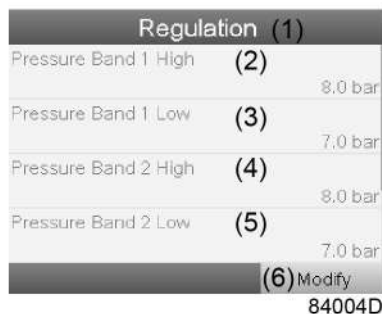 Regulation (1)
Pressure Band 1 High (2)
8.0 bar
Pressure Band 1 Low (3)
7.0 bar
Pressure Band 2 High (4)
8.0 bar
Pressure Band 2 Low (5)
7.0 bar
(6) Modify
84004D